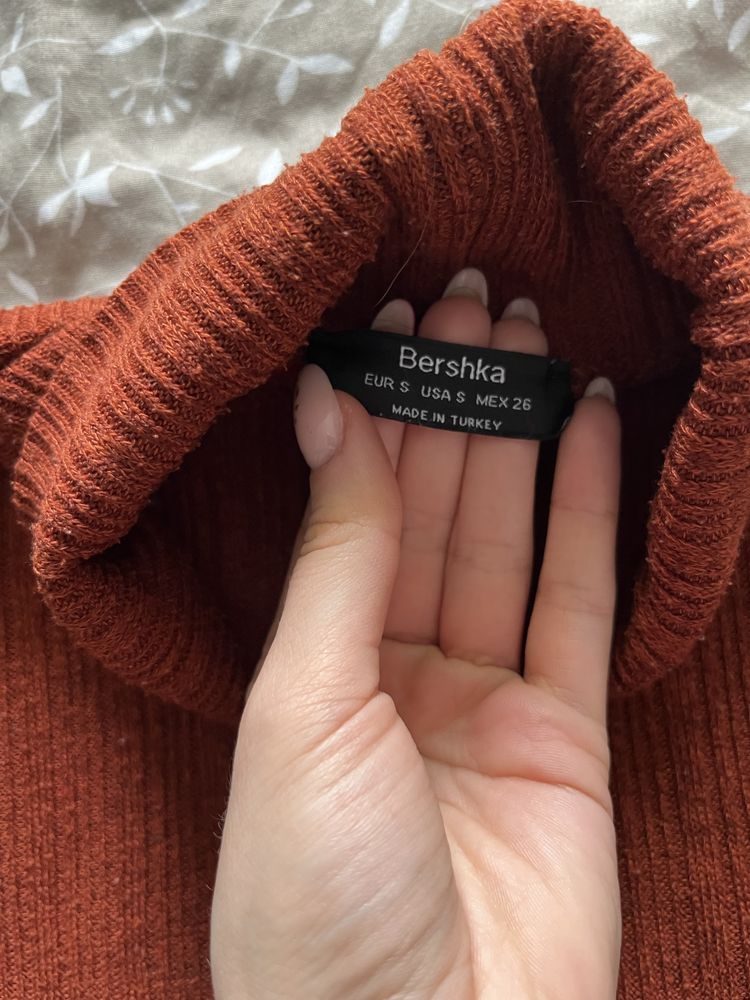 Bershka
EUR S USA S MEX 26
MADE IN TURKEY